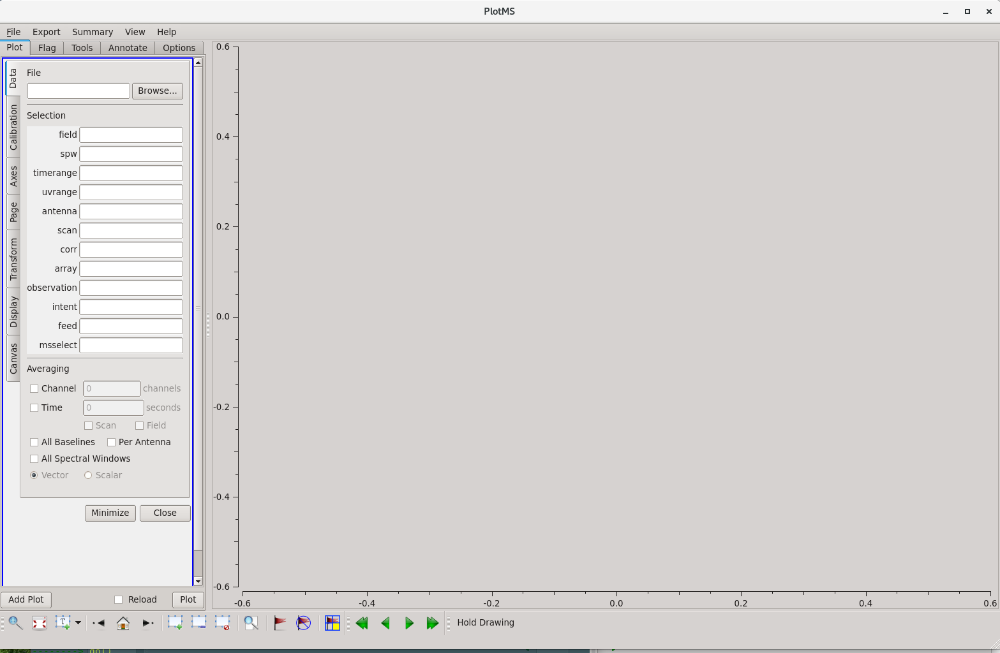 PlotMS
File Export Summary View Help
Plot Flag Tools Annotate Options
Data
Calibration
Axes
Page
Transform
Display
Canvas
File
Browse...
Selection
field
spw
timerange
uvrange
antenna
scan
corr
array
observation
intent
feed
msselect
Averaging
Channel 0 channels
Time 0 seconds
Scan Field
All Baselines Per Antenna
All Spectral Windows
Vector Scalar
Minimize Close
Add Plot Reload Plot
0.6
0.4
0.2
0.0
-0.2
-0.4
-0.6
-0.6 -0.4 -0.2 0.0 0.2 0.4 0.6
T
Hold Drawing